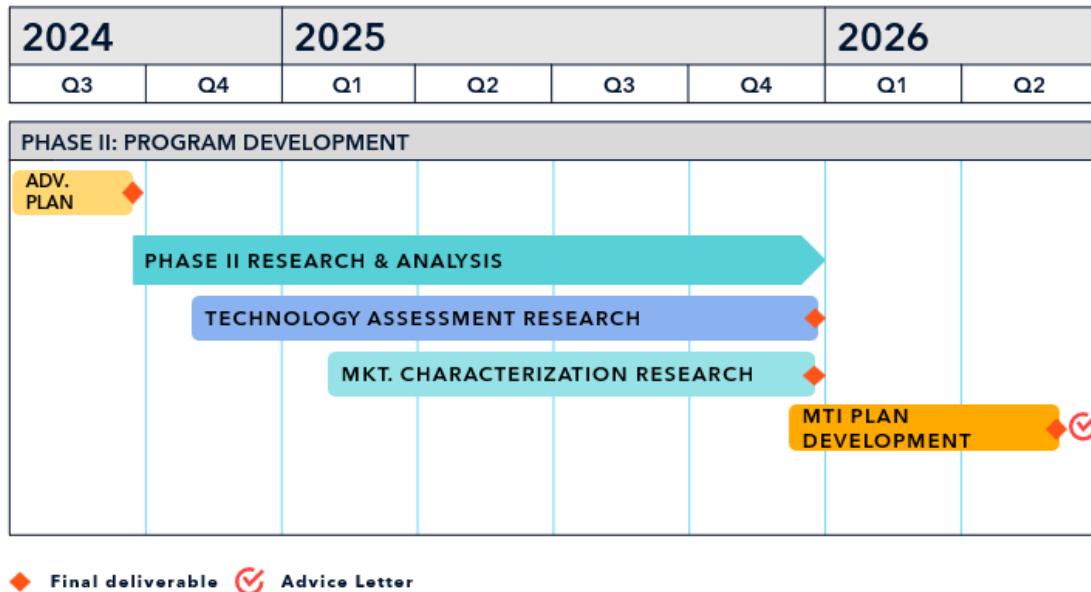 2024 2025 2026
Q3 Q4 Q1 Q2 Q3 Q4 Q1 Q2
PHASE II: PROGRAM DEVELOPMENT
ADV.
PLAN
PHASE II RESEARCH & ANALYSIS
TECHNOLOGY ASSESSMENT RESEARCH
MKT. CHARACTERIZATION RESEARCH
MTI PLAN
DEVELOPMENT
Final deliverable Advice Letter